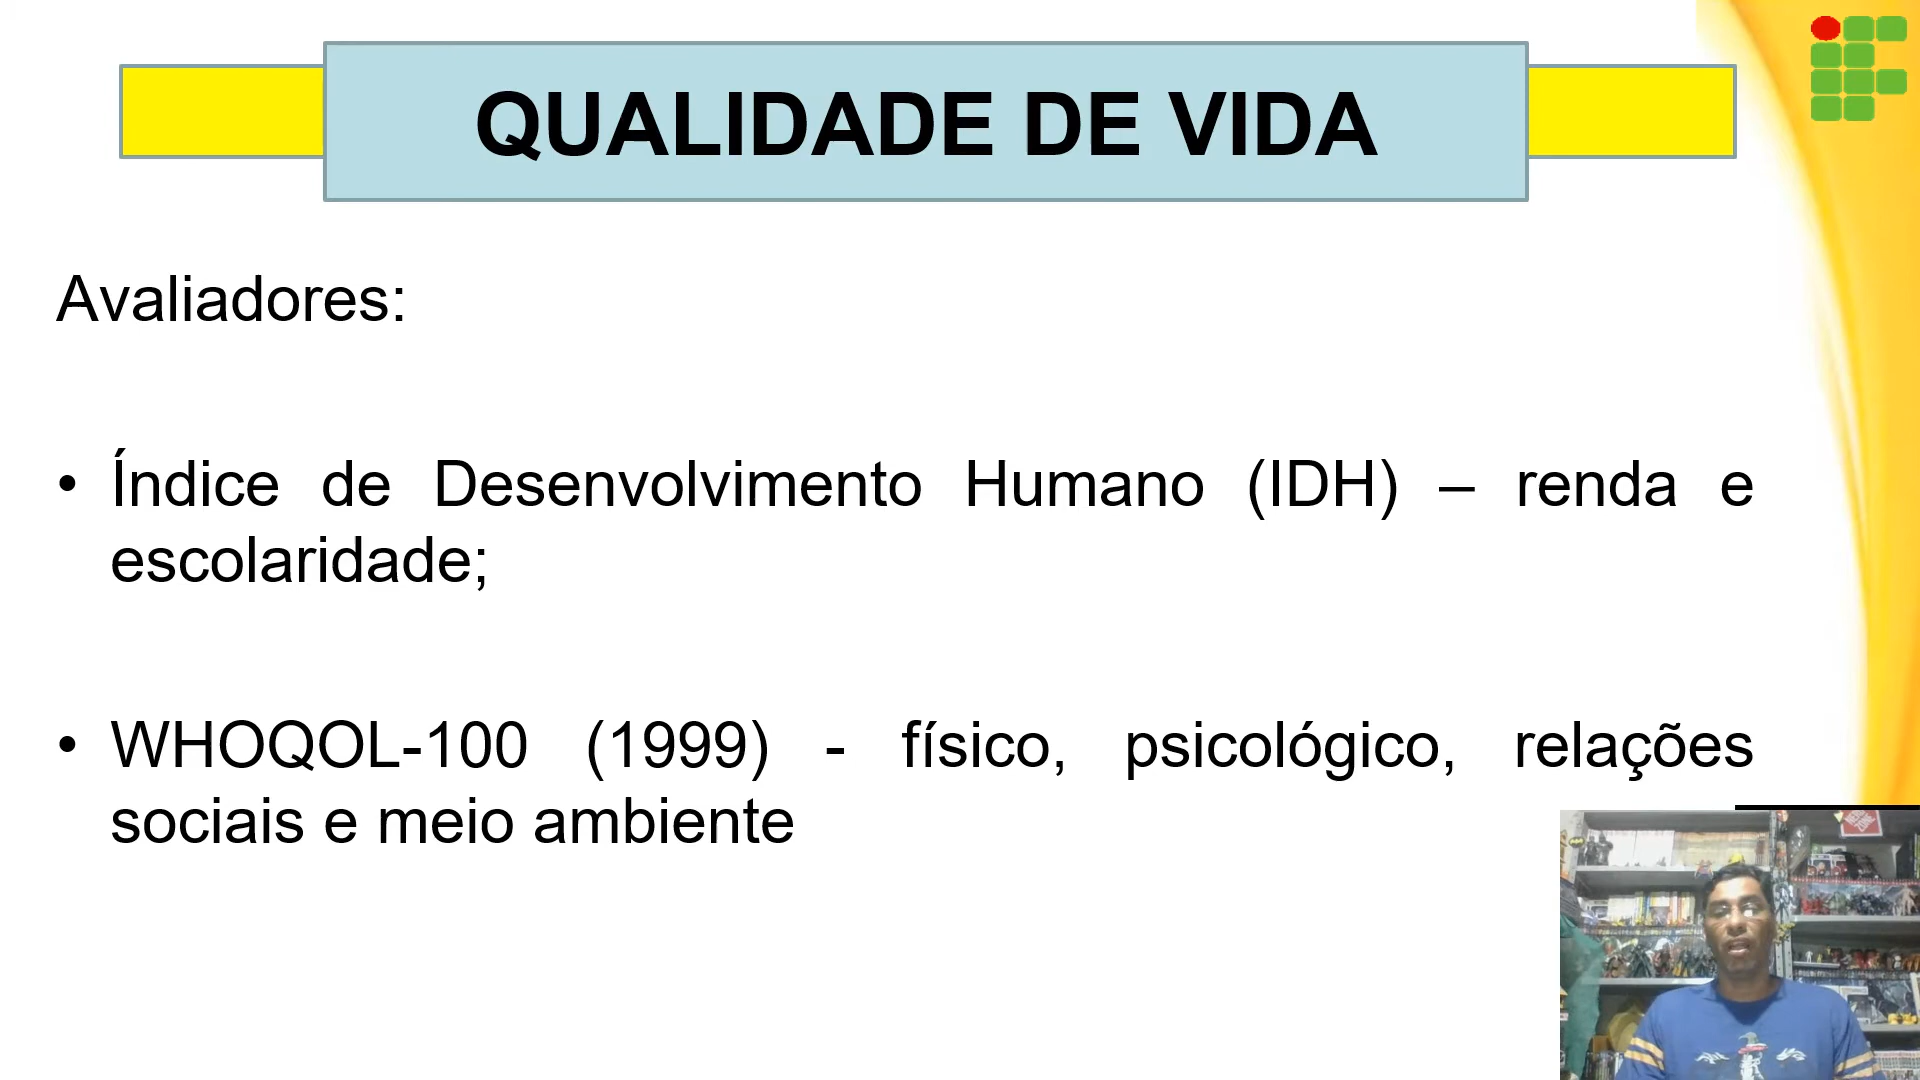 QUALIDADE DE VIDA
Avaliadores:
• Índice de Desenvolvimento Humano (IDH) – renda e
escolaridade;
• WHOQOL-100 (1999) - físico, psicológico, relações
sociais e meio ambiente